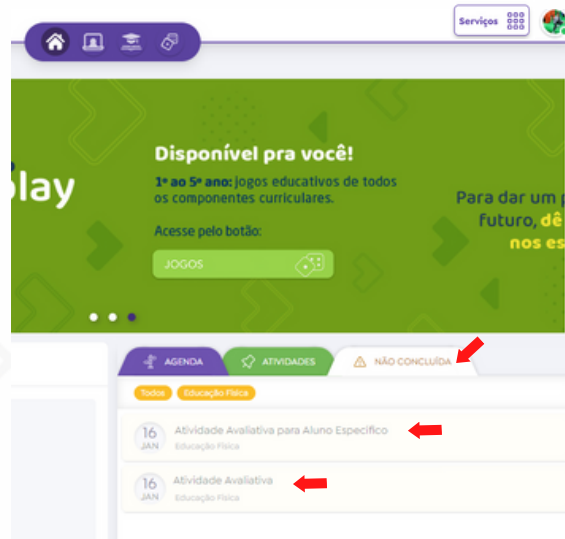 Serviços
Disponível pra você!
1º ao 5º ano: jogos educativos de todos
os componentes curriculares.
Acesse pelo botão:
JOGOS
lay
Para dar um
futuro, dê
nos es
AGENDA
ATIVIDADES
NÃO CONCLUÍDA
Todos
Educação Física
16
JAN
Atividade Avaliativa para Aluno Específico
Educação Física
16
JAN
Atividade Avaliativa
Educação Física